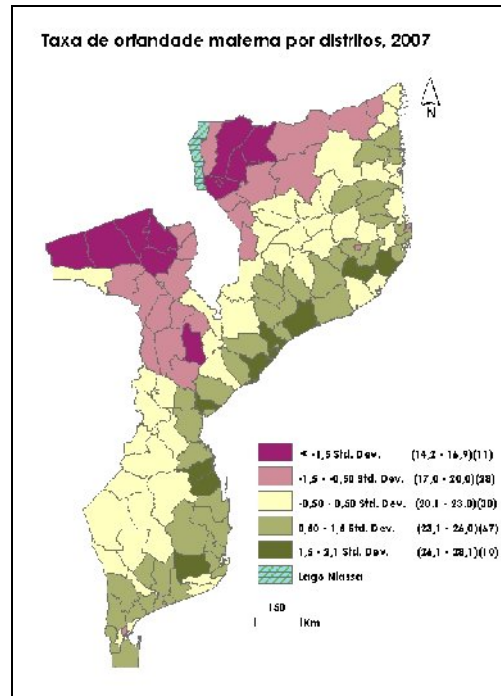 Taxa de orfandade materna por distritos, 2007
N
< -1,5 Std. Dev. (14,2 - 16,9)(11)
-1,5 - -0,50 Std. Dev. (17,0 - 20,0)(28)
-0,50 - 0,50 Std. Dev. (20,1 - 23,0)
0,50 - 1,5 Std. Dev. (23,1 - 26,0)
1,5 - 2,1 Std. Dev. (26,1 - 28,1)(10)
Lago Niassa
150
Km